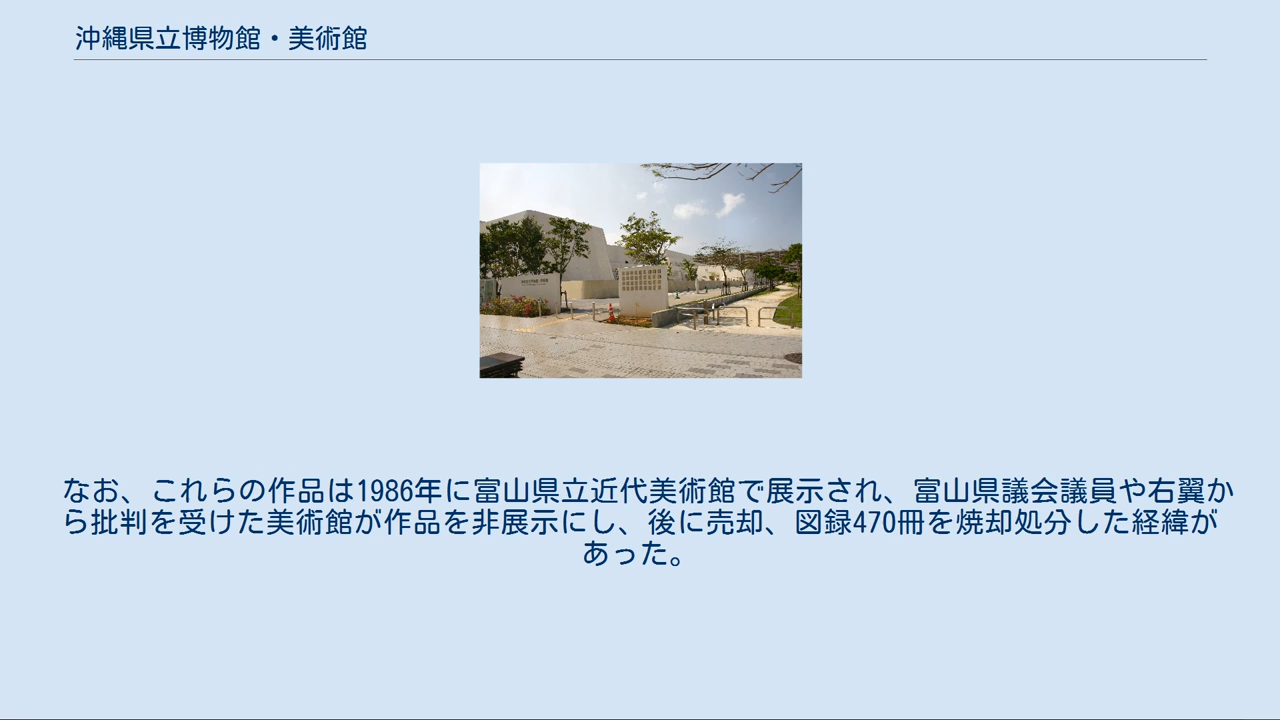 沖縄県立博物館・美術館
なお、これらの作品は1986年に富山県立近代美術館で展示され、富山県議会議員や右翼か
ら批判を受けた美術館が作品を非展示にし、後に売却、図録470冊を焼却処分した経緯が
あった。